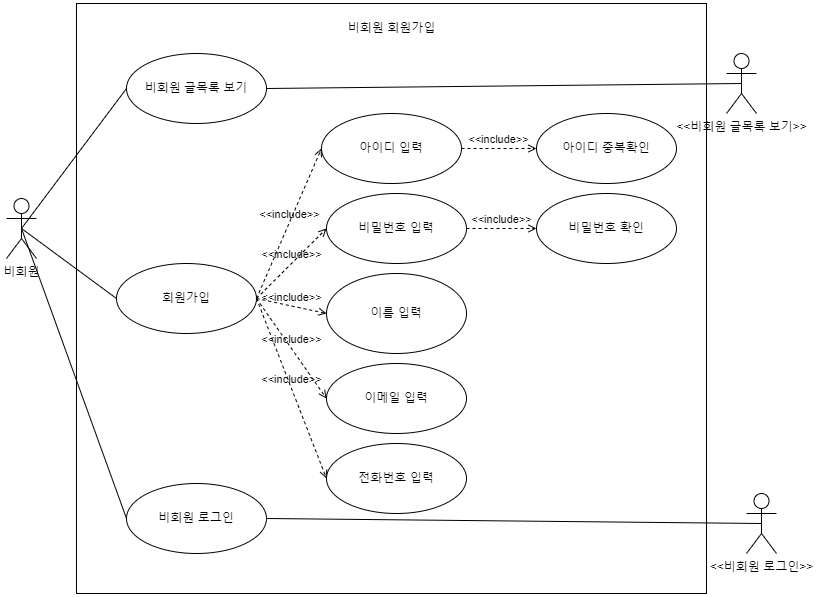 비회원 회원가입
비회원 글목록 보기
<<비회원 글목록 보기>>
아이디 입력
<<include>>
아이디 중복확인
<<include>>
비밀번호 입력
<<include>>
비밀번호 확인
<<include>>
비회원
회원가입
<<include>>
이름 입력
<<include>>
<<include>>
이메일 입력
전화번호 입력
비회원 로그인
<<비회원 로그인>>